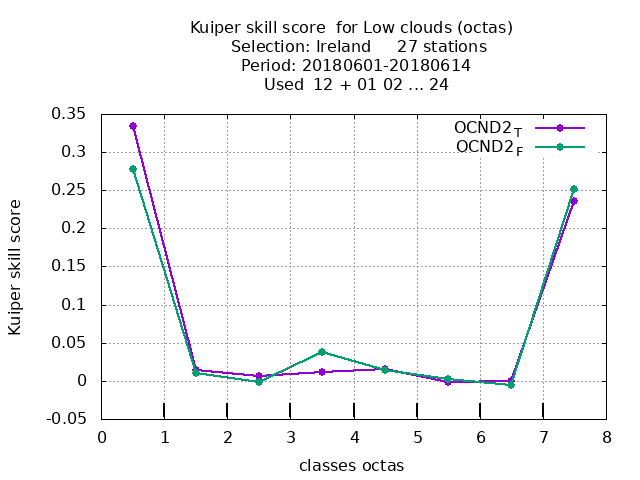 Kuiper skill score  for Low clouds (octas)
Selection: Ireland     27 stations
Period: 20180601-20180614
Used  12 + 01 02 ... 24
OCND2T
OCND2F
0.35
0.3
0.25
0.2
0.15
0.1
0.05
0
-0.05
Kuiper skill score
0 1 2 3 4 5 6 7 8
classes octas